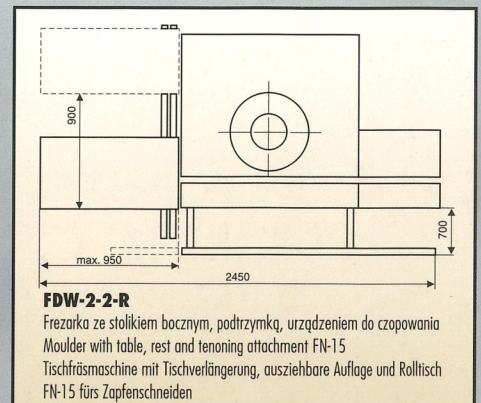 900
700
max. 950
2450
FDW-2-2-R
Frezarka ze stolikiem bocznym, podtrzymką, urządzeniem do czopowania
Moulder with table, rest and tenoning attachment FN-15
Tischfräsmaschine mit Tischverlängerung, ausziehbare Auflage und Rolltisch
FN-15 fürs Zapfenschneiden